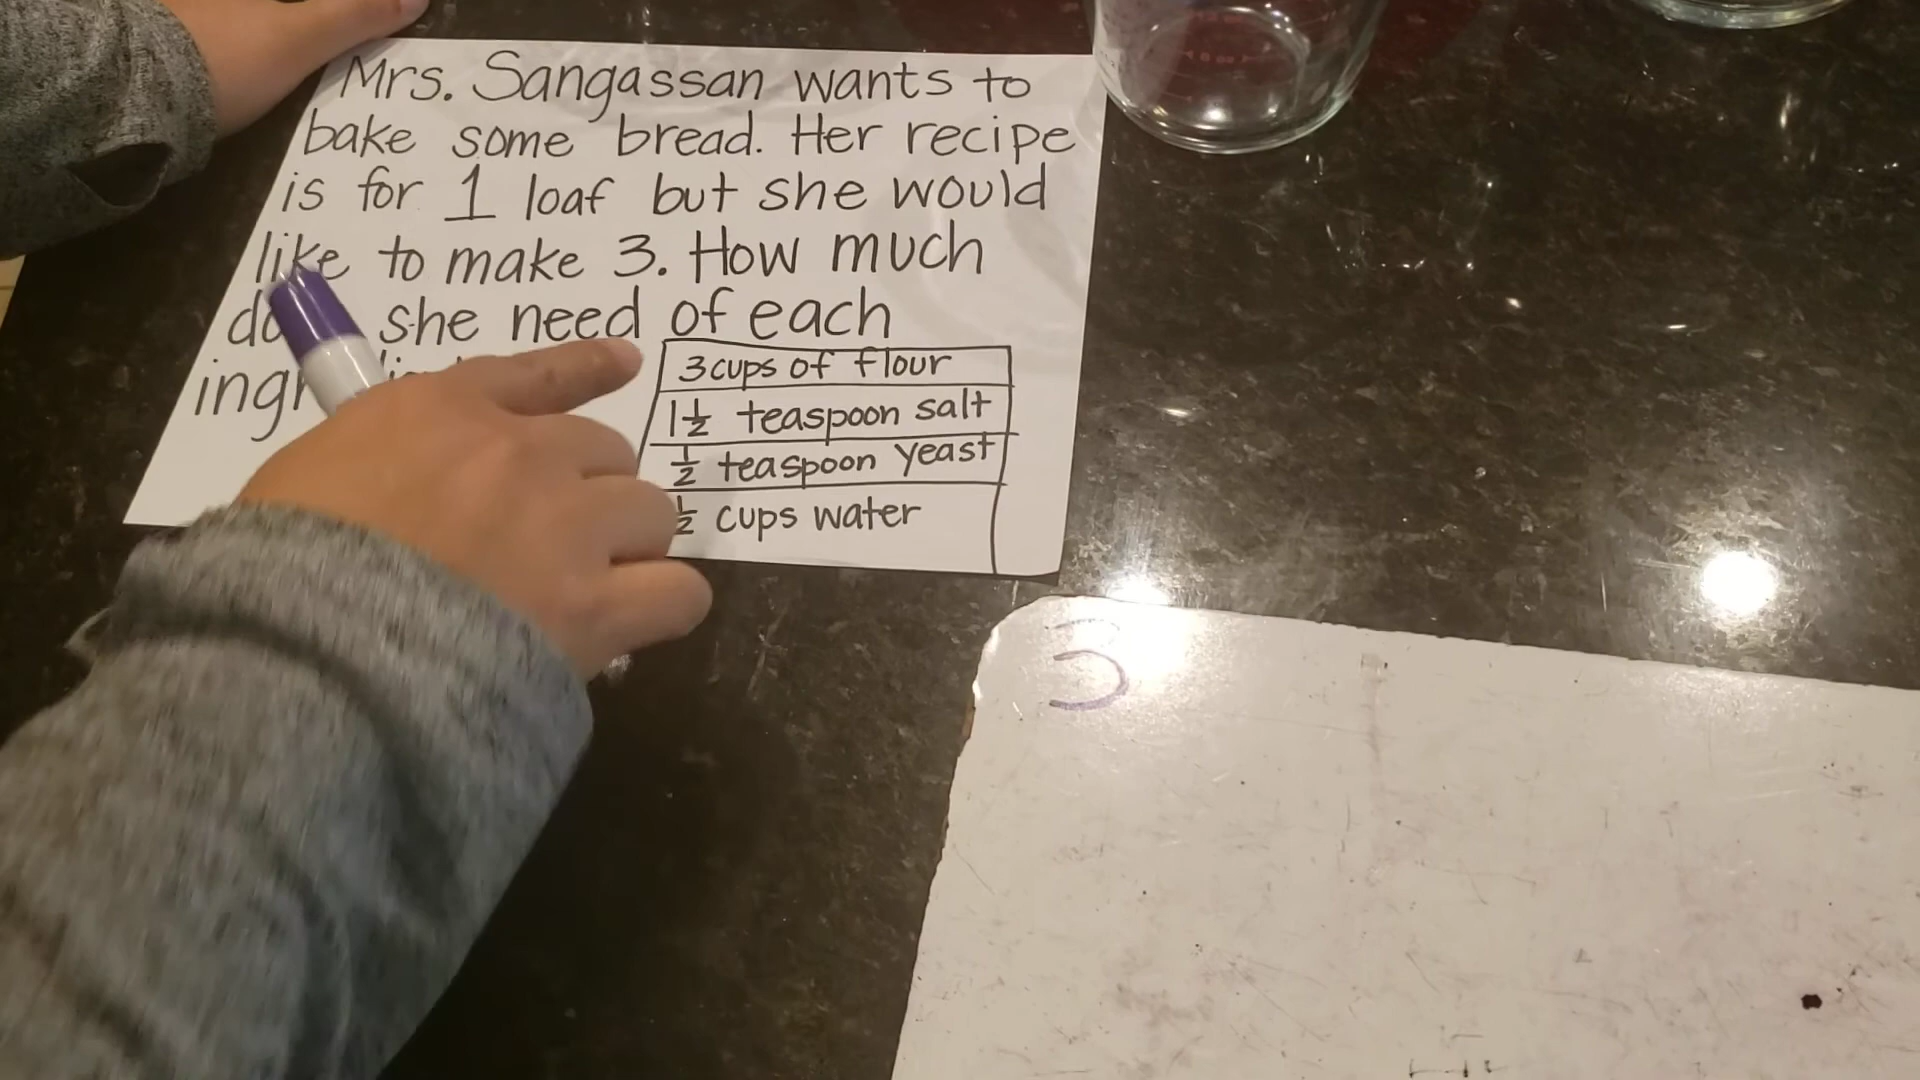 Mrs. Sangassan wants to
bake some bread. Her recipe
is for 1 loaf but she would
like to make 3. How much
she need of each
3 cups of flour
1 1/2 teaspoon salt
1/2 teaspoon yeast
cups water
3